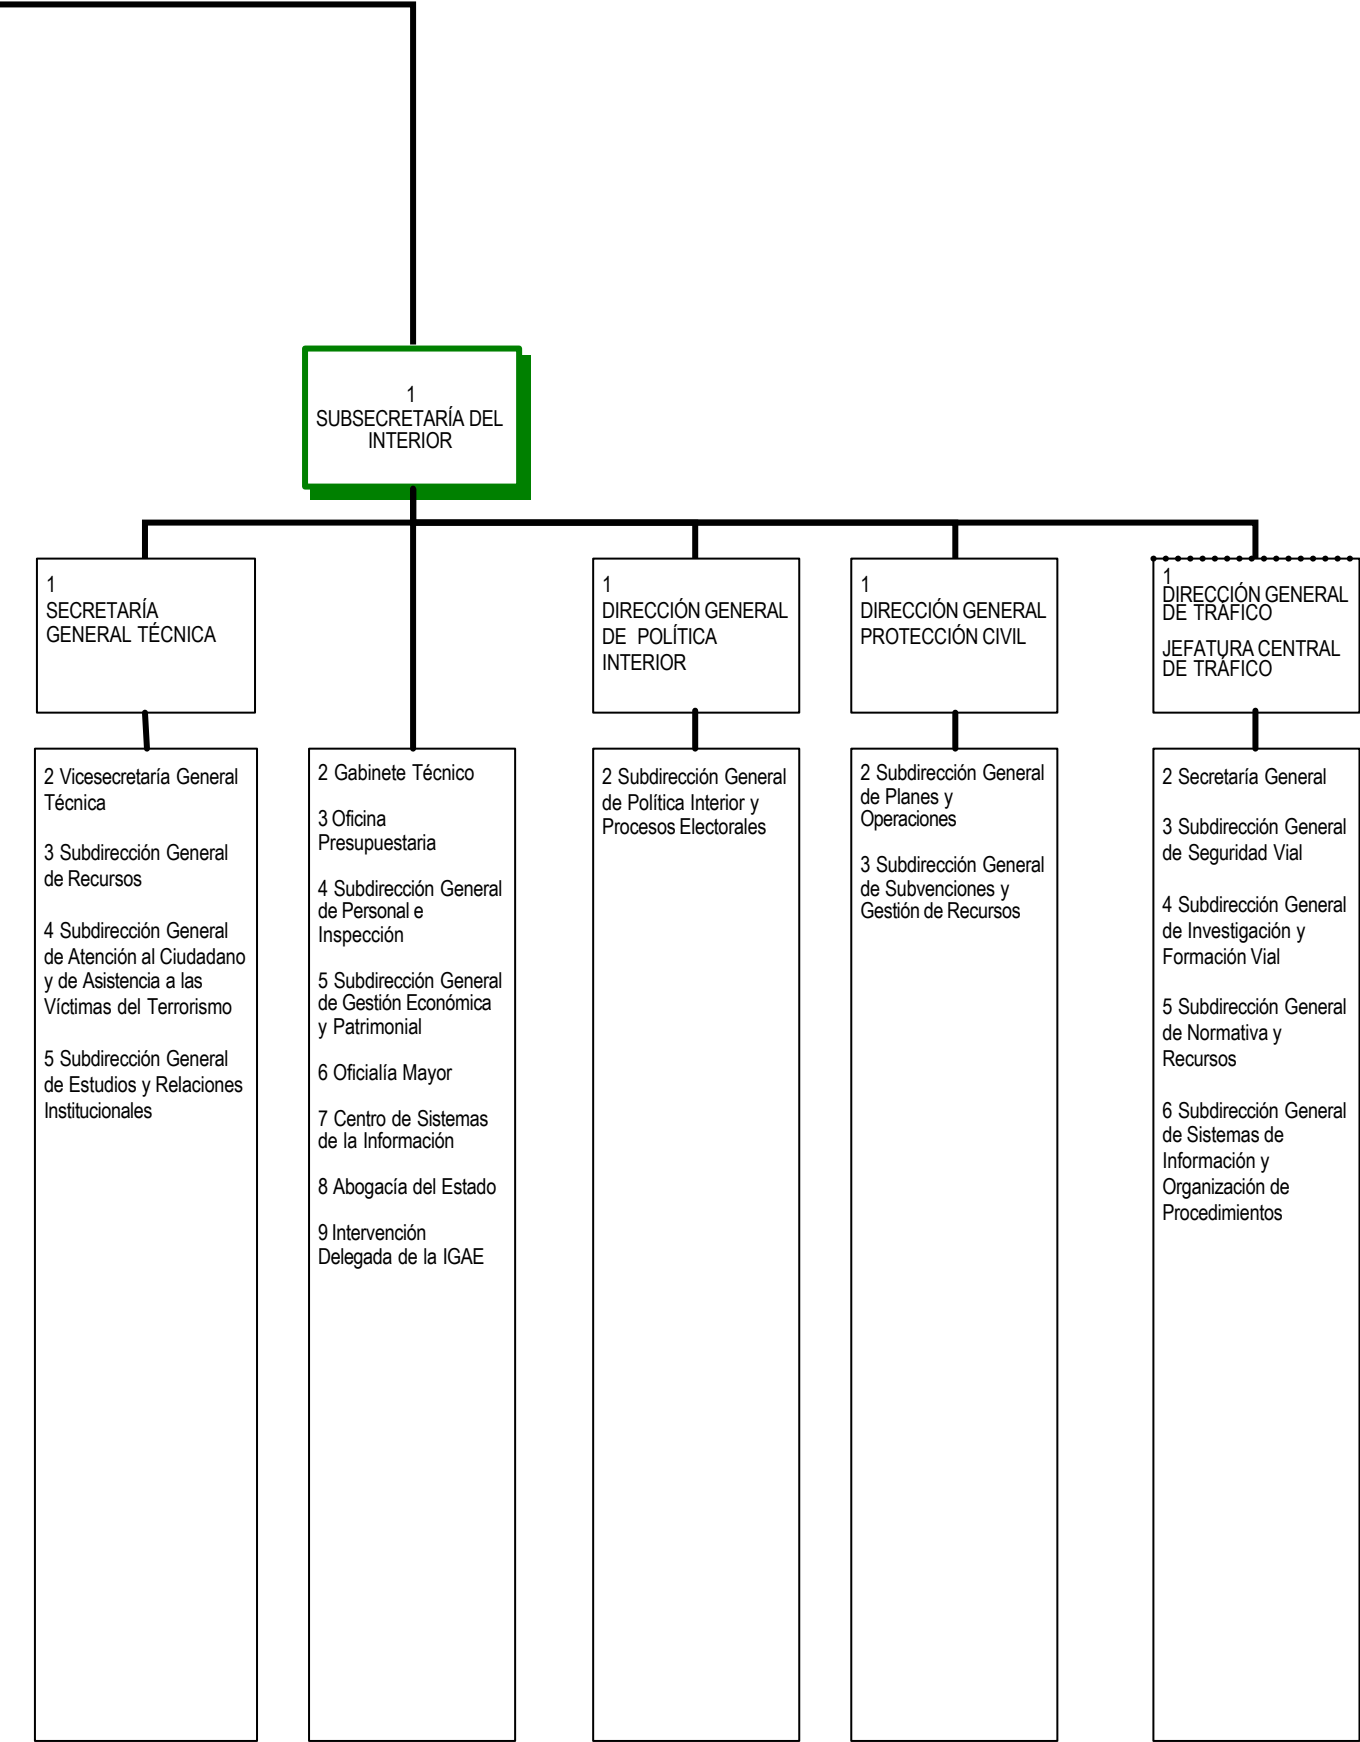 1
SUBSECRETARÍA DEL
INTERIOR
1
SECRETARÍA
GENERAL TÉCNICA
1
DIRECCIÓN GENERAL
DE POLÍTICA
INTERIOR
1
DIRECCIÓN GENERAL
PROTECCIÓN CIVIL
1
DIRECCIÓN GENERAL
DE TRÁFICO
JEFATURA CENTRAL
DE TRÁFICO
2 Vicesecretaría General
Técnica
3 Subdirección General
de Recursos
4 Subdirección General
de Atención al Ciudadano
y de Asistencia a las
Víctimas del Terrorismo
5 Subdirección General
de Estudios y Relaciones
Institucionales
2 Gabinete Técnico
3 Oficina
Presupuestaria
4 Subdirección General
de Personal e
Inspección
5 Subdirección General
de Gestión Económica
y Patrimonial
6 Oficialía Mayor
7 Centro de Sistemas
de la Información
8 Abogacía del Estado
9 Intervención
Delegada de la IGAE
2 Subdirección General
de Política Interior y
Procesos Electorales
2 Subdirección General
de Planes y
Operaciones
3 Subdirección General
de Subvenciones y
Gestión de Recursos
2 Secretaría General
3 Subdirección General
de Seguridad Vial
4 Subdirección General
de Investigación y
Formación Vial
5 Subdirección General
de Normativa y
Recursos
6 Subdirección General
de Sistemas de
Información y
Organización de
Procedimientos